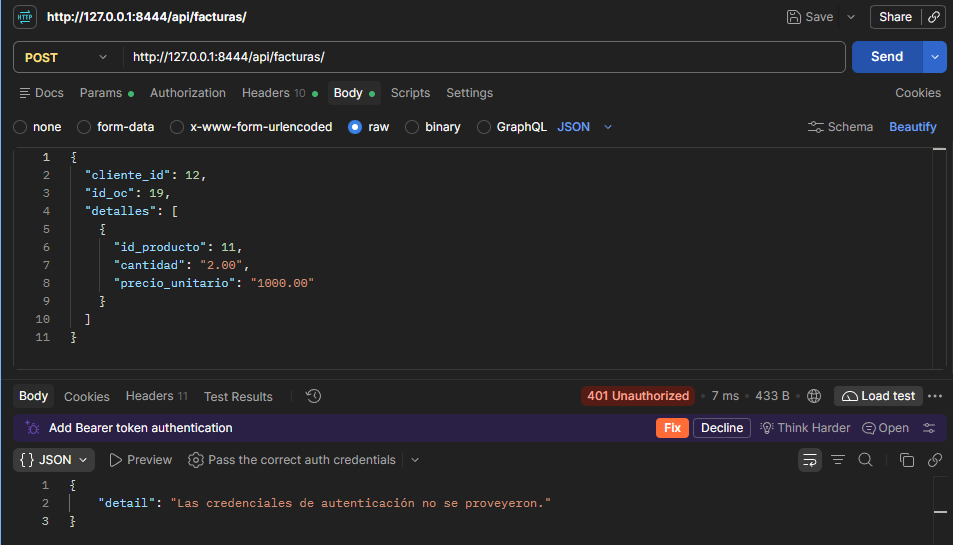 HTTP http://127.0.0.1:8444/api/facturas/ Save Share
POST http://127.0.0.1:8444/api/facturas/ Send
Docs Params Authorization Headers 10 Body Scripts Settings Cookies
none form-data x-www-form-urlencoded raw binary GraphQL JSON Schema Beautify
1 {
2 "cliente_id": 12,
3 "id_oc": 19,
4 "detalles": [
5 {
6 "id_producto": 11,
7 "cantidad": "2.00",
8 "precio_unitario": "1000.00"
9 }
10 ]
11 }
Body Cookies Headers 11 Test Results 401 Unauthorized 7 ms 433 B Load test
Add Bearer token authentication Fix Decline Think Harder Open
{} JSON Preview Pass the correct auth credentials
1 {
2 "detail": "Las credenciales de autenticación no se proveyeron."
3 }